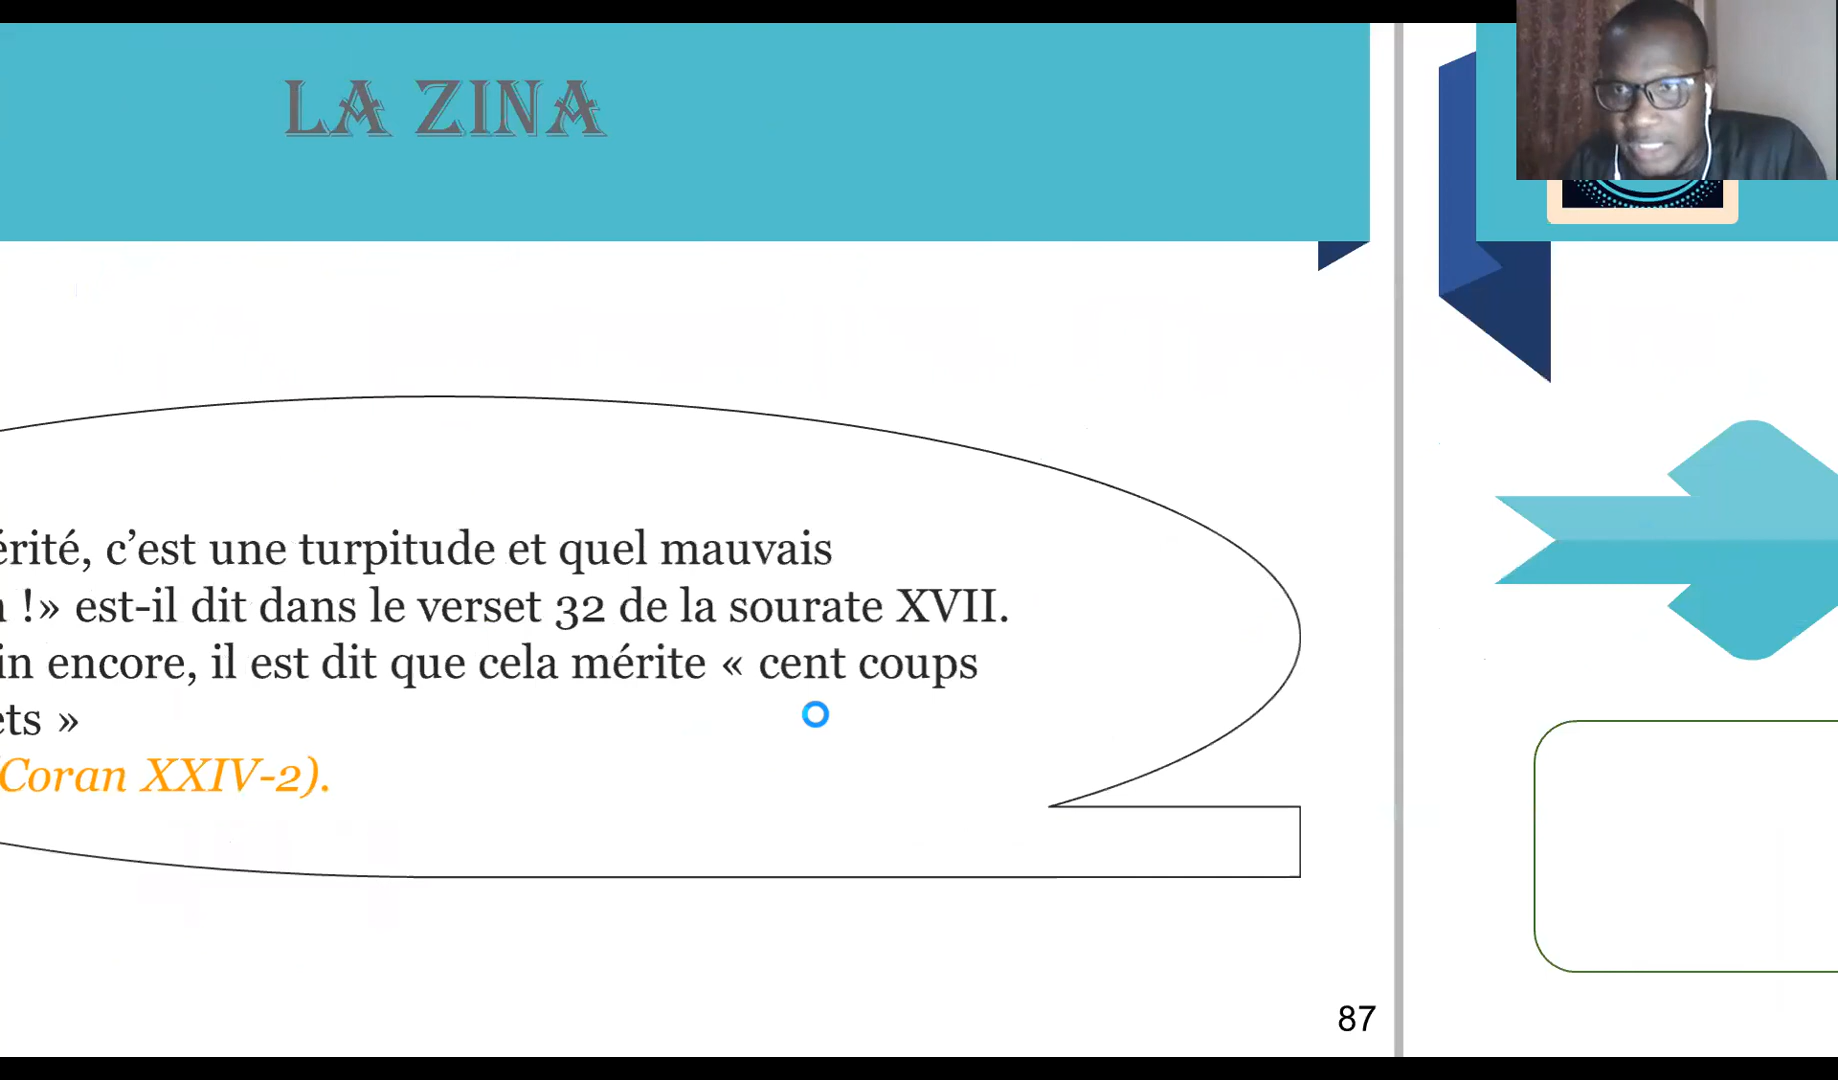 LA ZINA
érité, c’est une turpitude et quel mauvais
!» est-il dit dans le verset 32 de la sourate XVII.
in encore, il est dit que cela mérite « cent coups
ets »
(Coran XXIV-2).
87